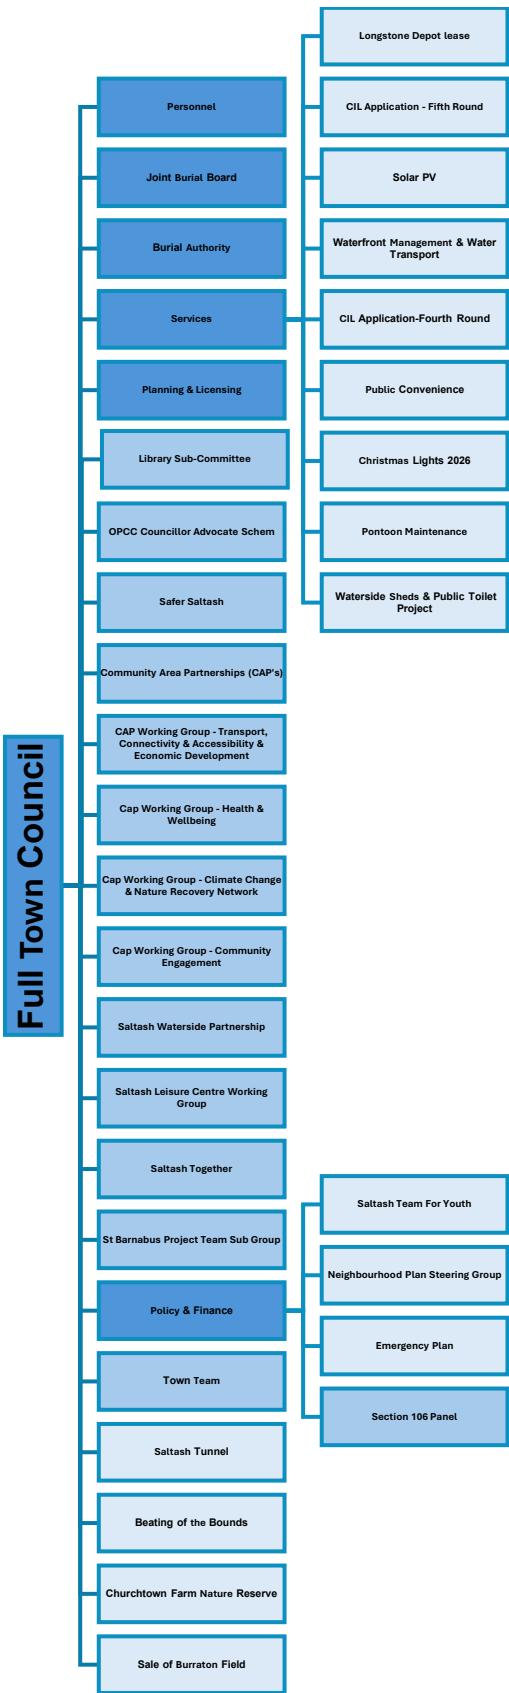 Full Town Council
Personnel
Joint Burial Board
Burial Authority
Services
Longstone Depot lease
CIL Application - Fifth Round
Solar PV
Waterfront Management & Water
Transport
CIL Application-Fourth Round
Public Convenience
Christmas Lights 2026
Pontoon Maintenance
Waterside Sheds & Public Toilet
Project
Planning & Licensing
Library Sub-Committee
OPCC Councillor Advocate Schem
Safer Saltash
Community Area Partnerships (CAP's)
CAP Working Group - Transport,
Connectivity & Accessibility &
Economic Development
Cap Working Group - Health &
Wellbeing
Cap Working Group - Climate Change
& Nature Recovery Network
Cap Working Group - Community
Engagement
Saltash Waterside Partnership
Saltash Leisure Centre Working
Group
Saltash Together
St Barnabus Project Team Sub Group
Policy & Finance
Saltash Team For Youth
Neighbourhood Plan Steering Group
Emergency Plan
Section 106 Panel
Town Team
Saltash Tunnel
Beating of the Bounds
Churchtown Farm Nature Reserve
Sale of Burraton Field